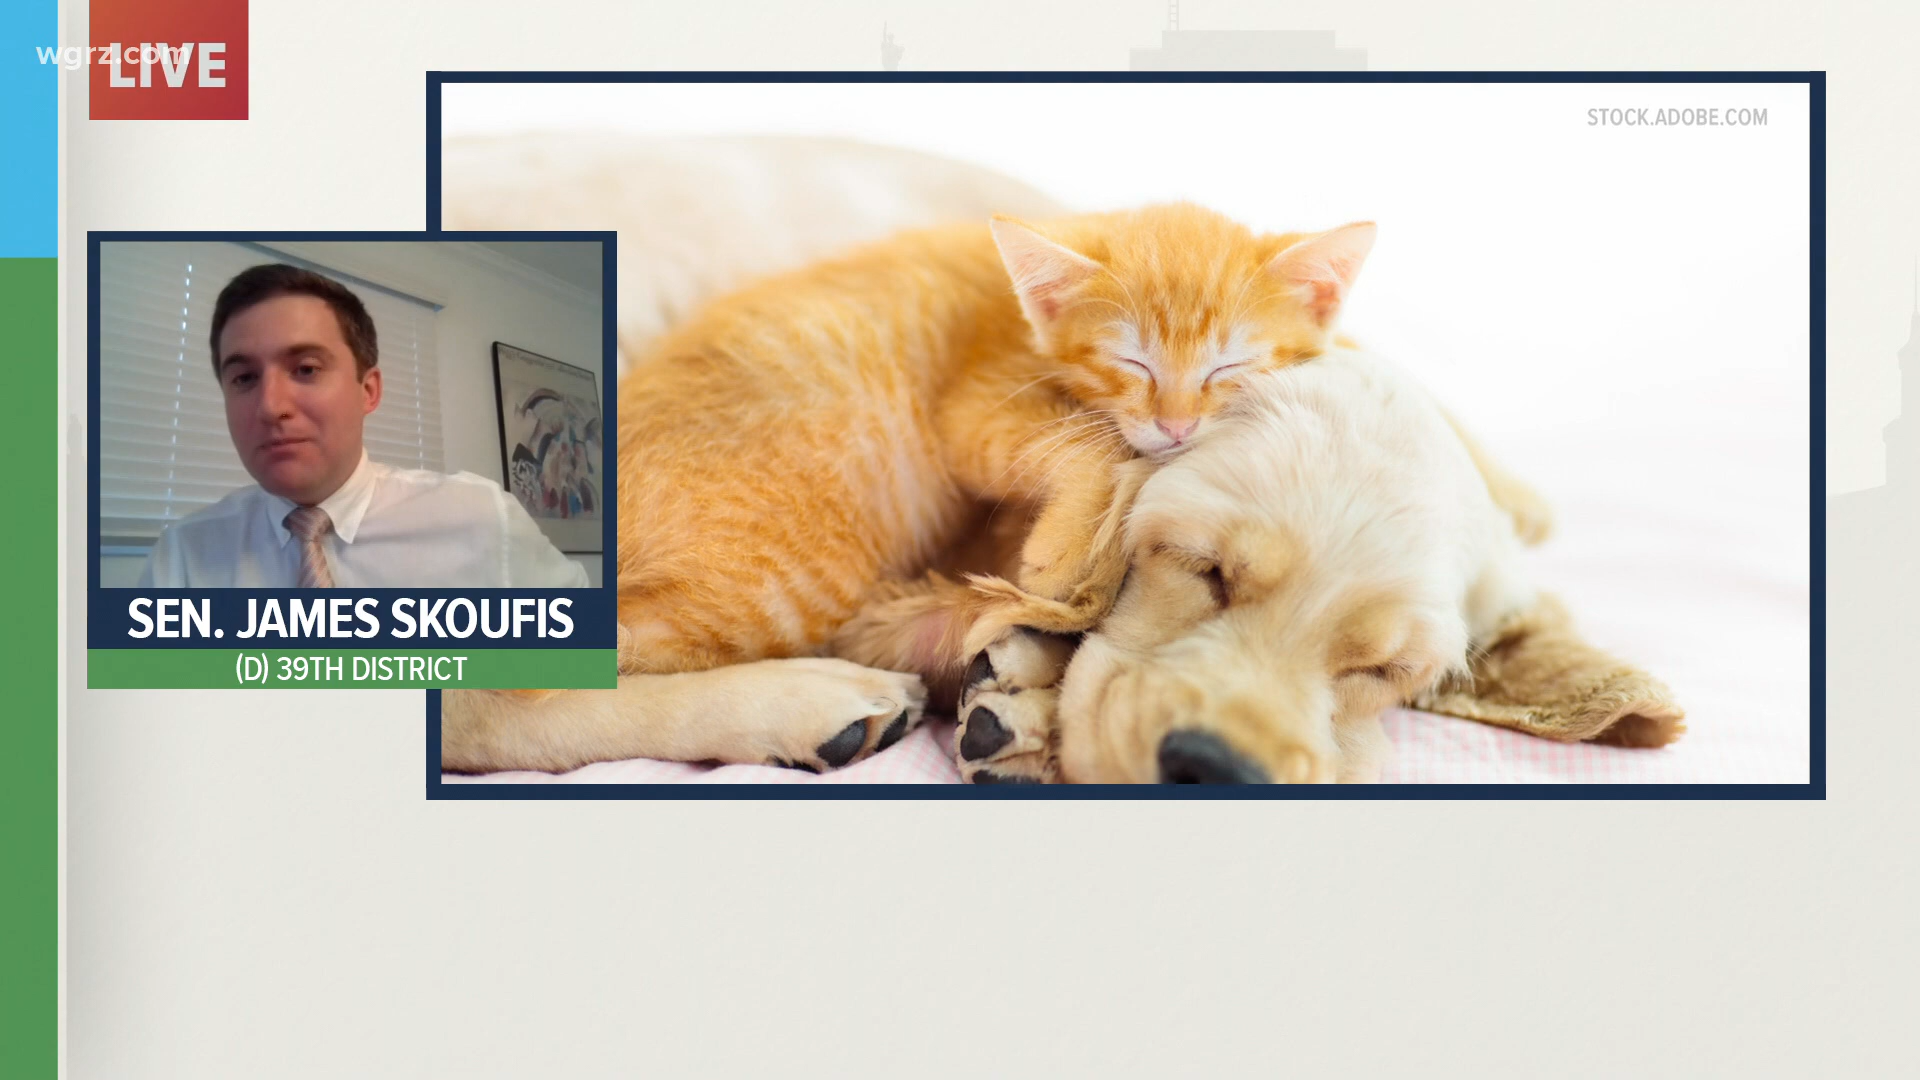 wgrz.com
LIVE
STOCK.ADOBE.COM
SEN. JAMES SKOUFIS
(D) 39TH DISTRICT